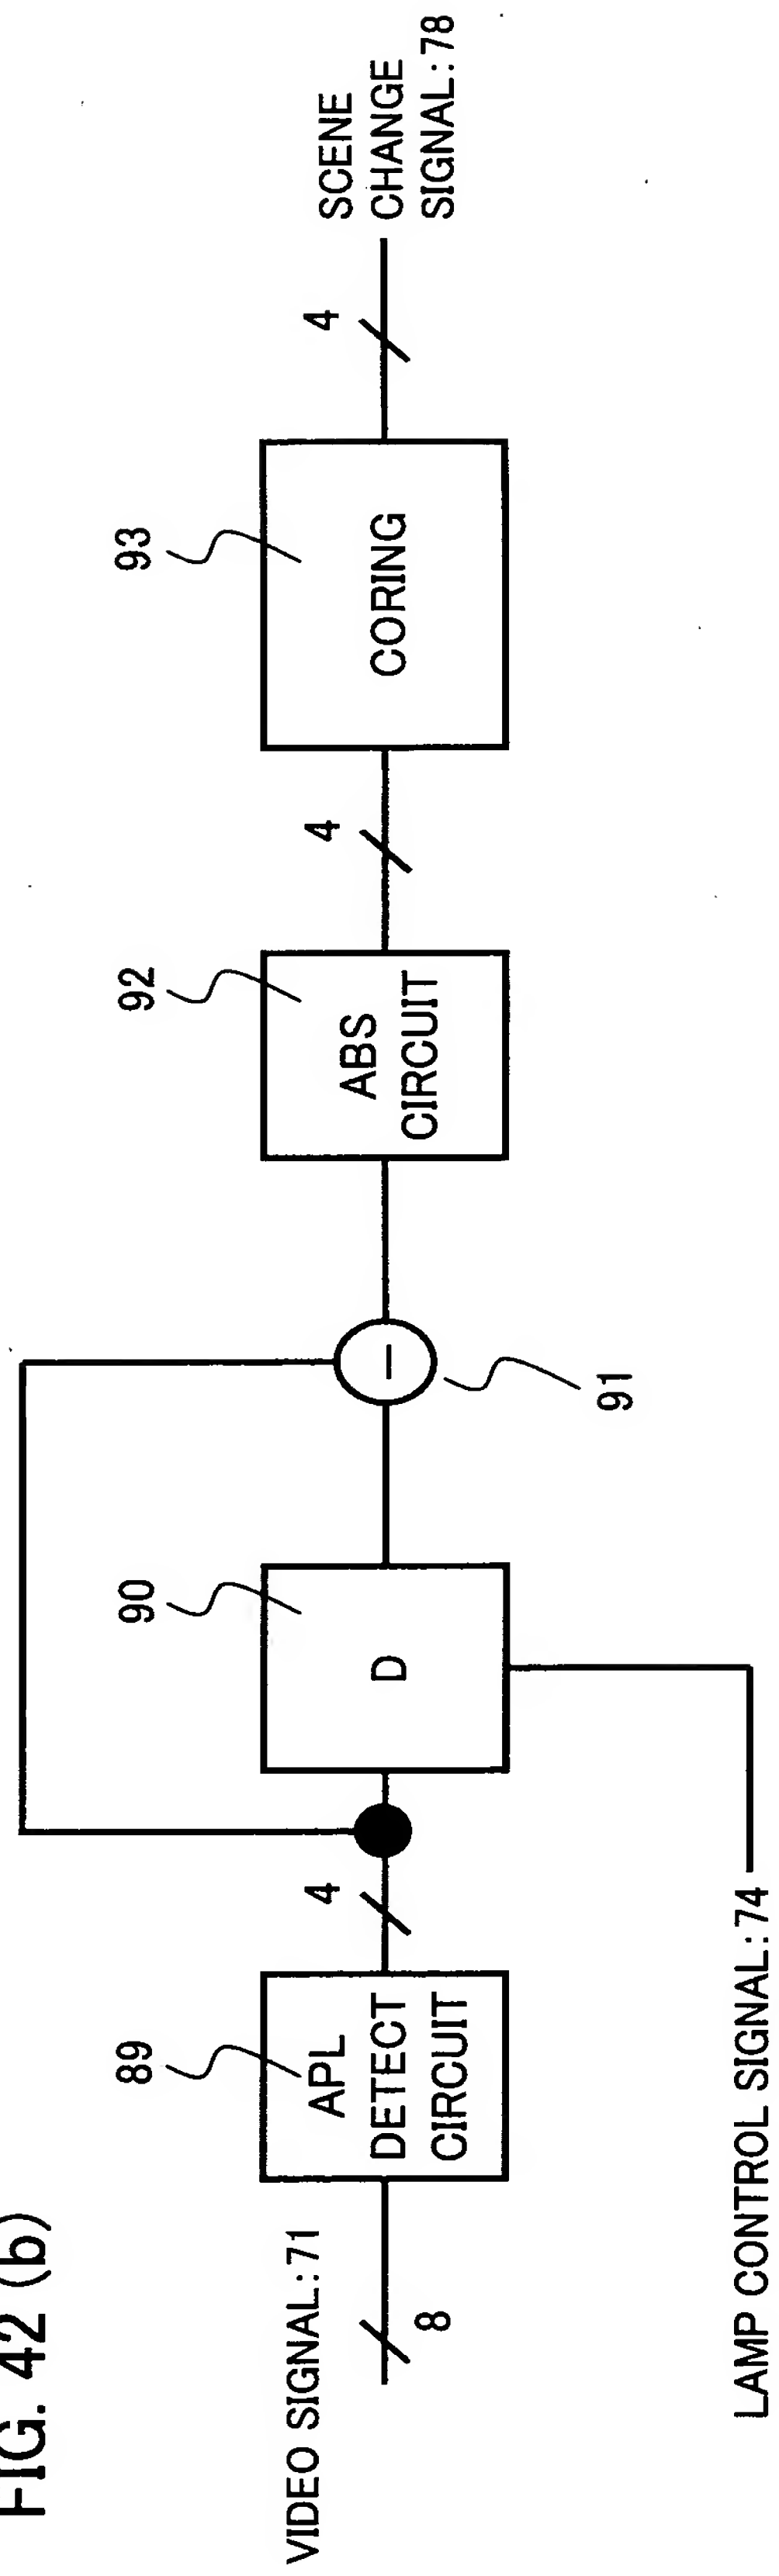 FIG. 42 (b)
VIDEO SIGNAL:71
8
89
APL
DETECT
CIRCUIT
4
90
D
LAMP CONTROL SIGNAL:74
—
91
92
ABS
CIRCUIT
4
93
CORING
4
SCENE
CHANGE
SIGNAL:78